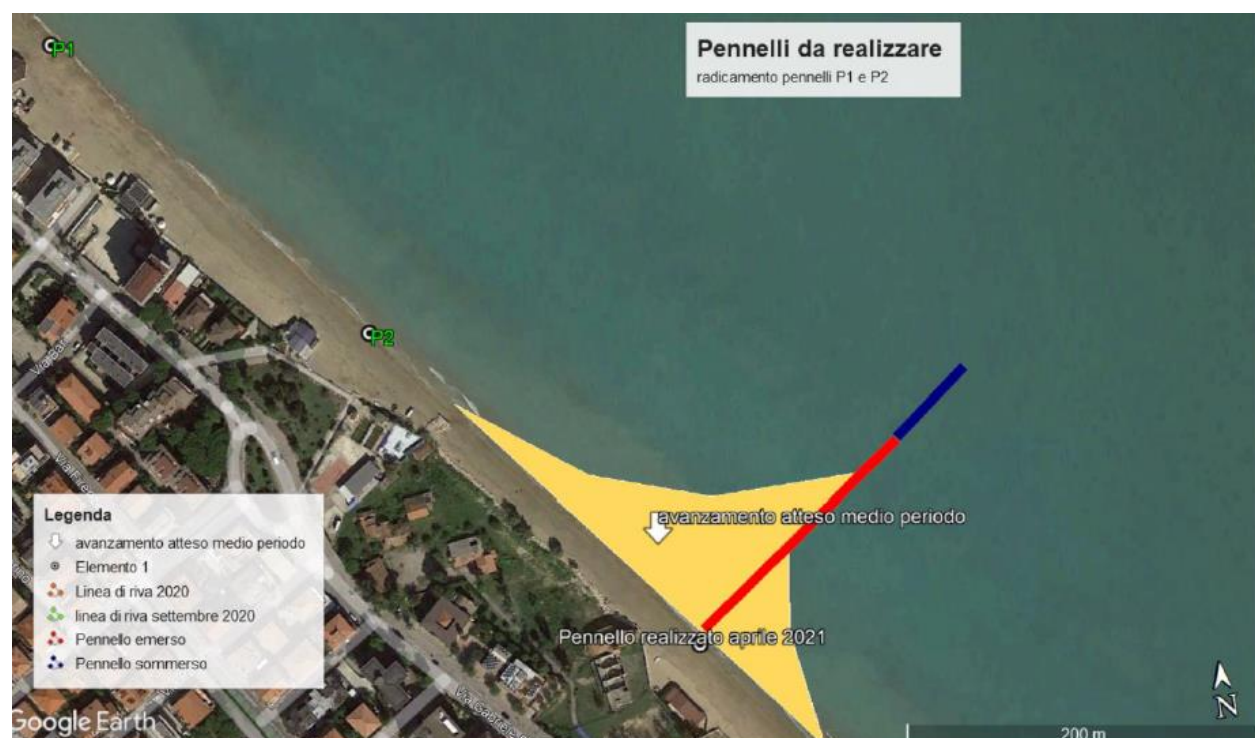 P1
Pennelli da realizzare
radicamento pennelli P1 e P2
P2
avanzamento atteso medio periodo
Pennello realizzato aprile 2021
Legenda
avanzamento atteso medio periodo
Elemento 1
Linea di riva 2020
linea di riva settembre 2020
Pennello emerso
Pennello sommerso
Google Earth
N
200 m